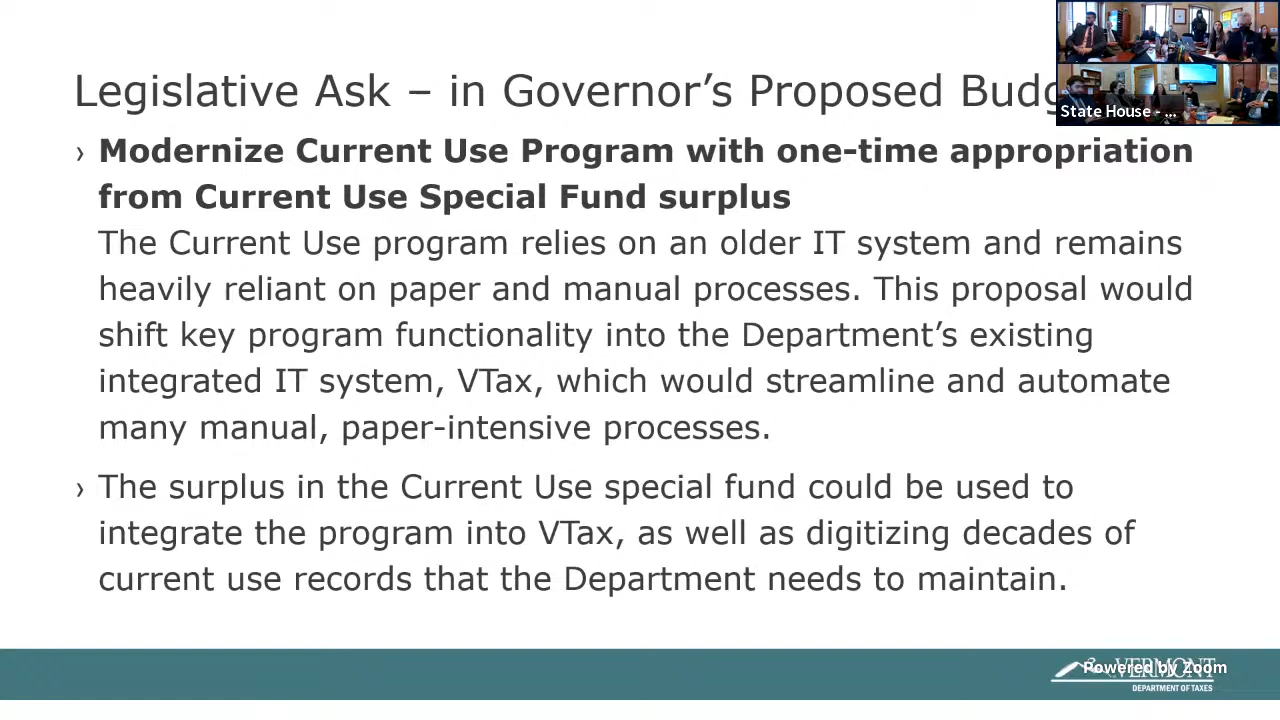 Legislative Ask – in Governor’s Proposed Budg
State House - ...
› Modernize Current Use Program with one-time appropriation
from Current Use Special Fund surplus
The Current Use program relies on an older IT system and remains
heavily reliant on paper and manual processes. This proposal would
shift key program functionality into the Department’s existing
integrated IT system, VTax, which would streamline and automate
many manual, paper-intensive processes.
› The surplus in the Current Use special fund could be used to
integrate the program into VTax, as well as digitizing decades of
current use records that the Department needs to maintain.
VERMONT
Powered by Zoom
DEPARTMENT OF TAXES